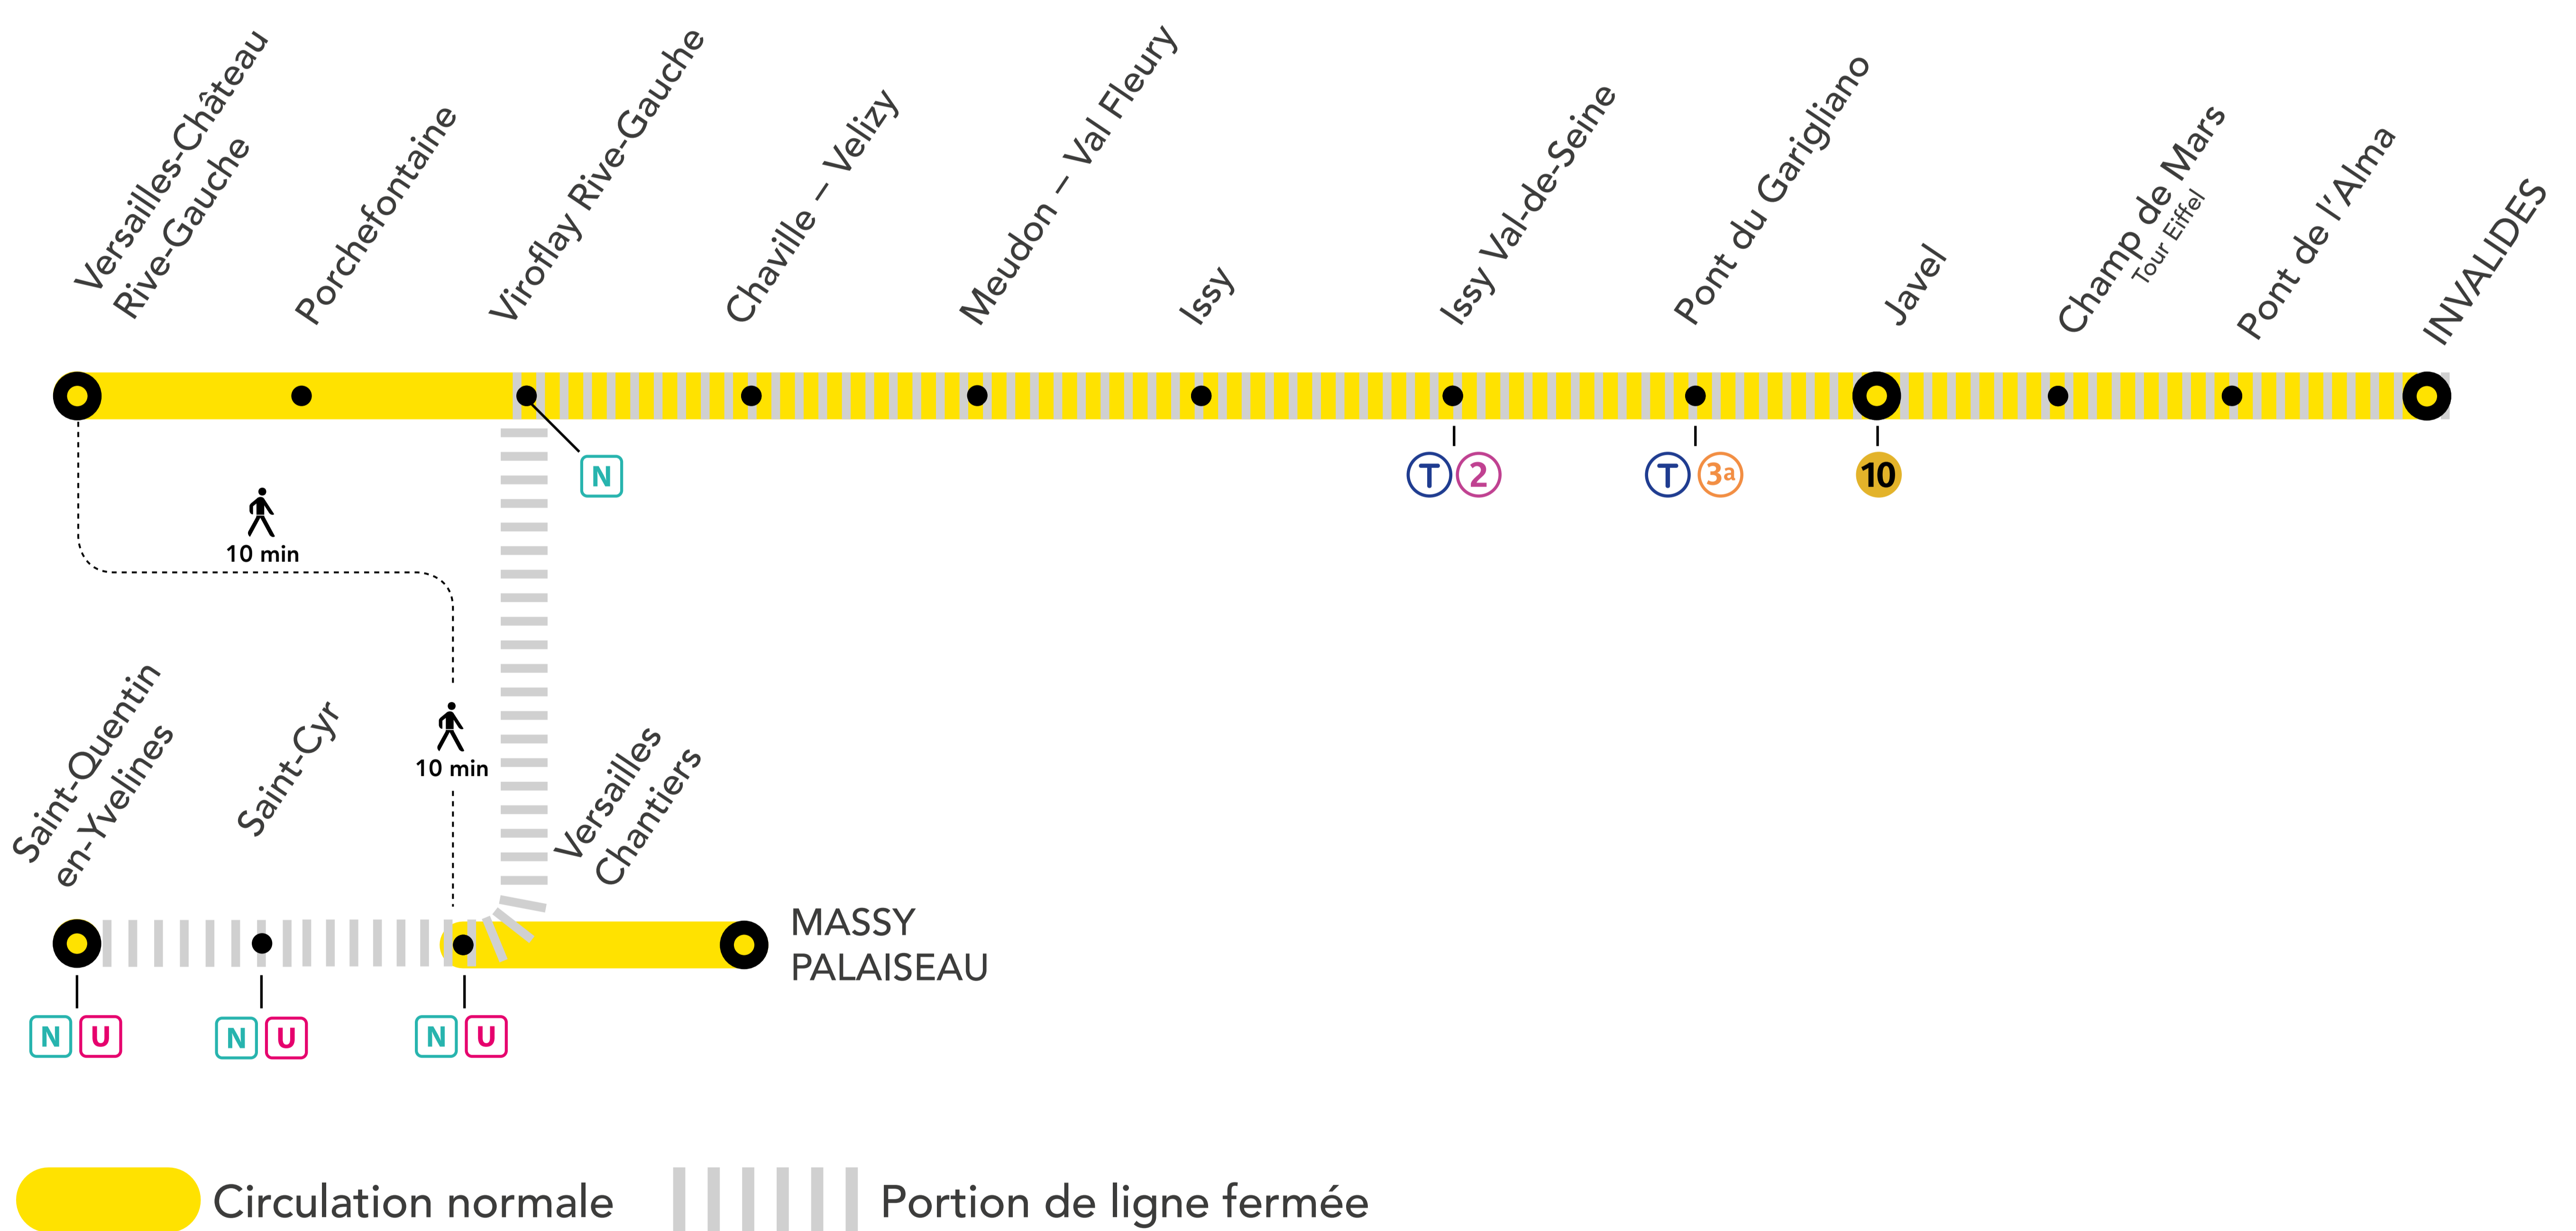 Versailles-Château
Rive-Gauche
Porchefontaine
Viroflay Rive-Gauche
Chaville – Velizy
Meudon – Val Fleury
Issy
Issy Val-de-Seine
Pont du Garigliano
Javel
Champ de Mars
Tour Eiffel
Pont de l'Alma
INVALIDES
N
T 2
T 3a
10
10 min
10 min
Saint-Quentin
en-Yvelines
Saint-Cyr
Versailles
Chantiers
MASSY
PALAISEAU
N U
N U
N U
Circulation normale
Portion de ligne fermée